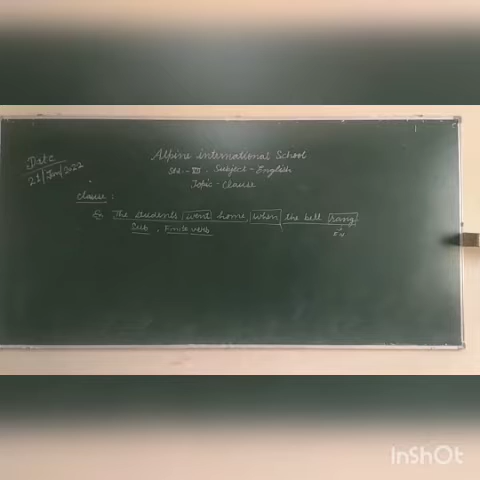 Date
21/Jan/2022
Alpine international School
Std.-VII, Subject-English
Topic-Clause
Clause:
The students went home when the bell rang
Sub, Finite verb
F.V
InShOt